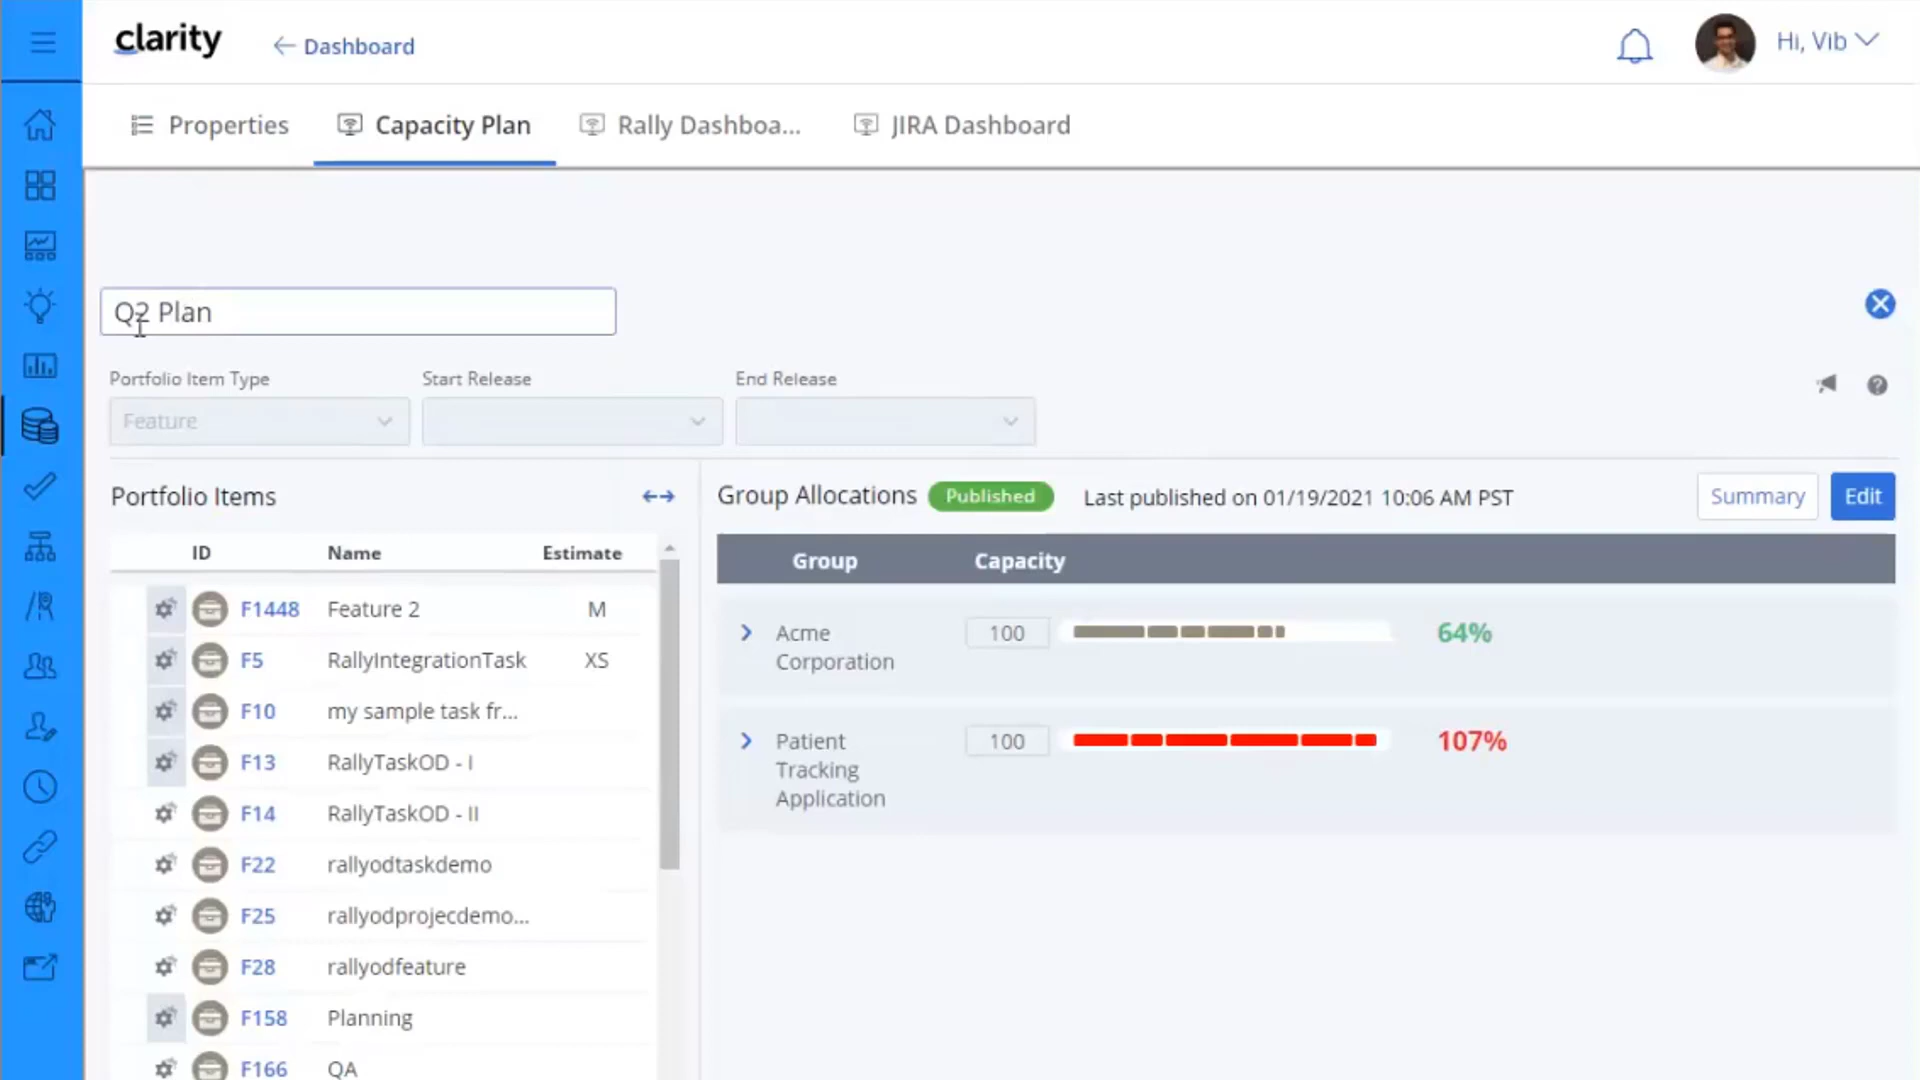 clarity
Dashboard
Hi, Vib
Properties
Capacity Plan
Rally Dashboa...
JIRA Dashboard
Q2 Plan
Portfolio Item Type
Start Release
End Release
Feature
Portfolio Items
Group Allocations
Published
Last published on 01/19/2021 10:06 AM PST
Summary
Edit
ID Name Estimate
Group Capacity
F1448 Feature 2 M
F5 RallyIntegrationTask XS
F10 my sample task fr...
F13 RallyTaskOD - I
F14 RallyTaskOD - II
F22 rallyodtaskdemo
F25 rallyodprojecdemo...
F28 rallyodfeature
F158 Planning
F166 QA
Acme
Corporation
100
64%
Patient
Tracking
Application
100
107%